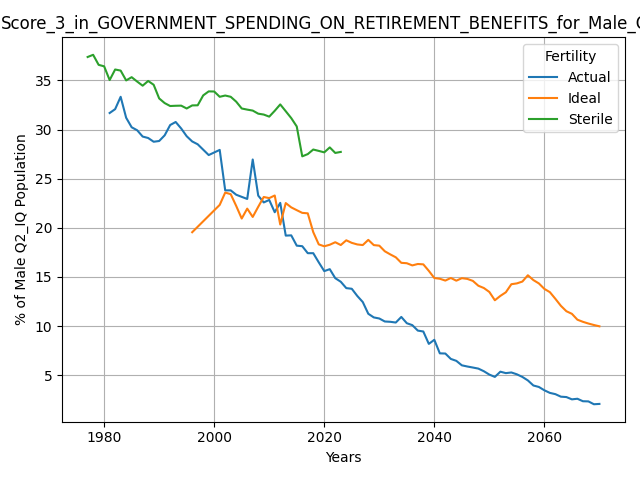 Score_3_in_GOVERNMENT_SPENDING_ON_RETIREMENT_BENEFITS_for_Male_
Fertility
Actual
Ideal
Sterile
% of Male Q2_IQ Population
35
30
25
20
15
10
5
1980 2000 2020 2040 2060
Years